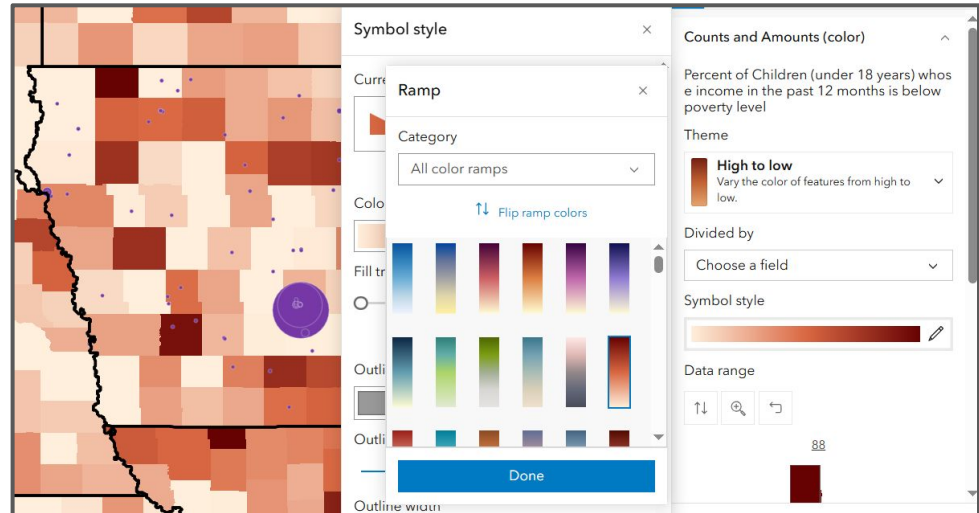 Symbol style
Curre
Colo
Fill tr
Outli
Outli
Outline width
Ramp
Category
All color ramps
Flip ramp colors
Done
Counts and Amounts (color)
Percent of Children (under 18 years) whos
e income in the past 12 months is below
poverty level
Theme
High to low
Vary the color of features from high to
low.
Divided by
Choose a field
Symbol style
Data range
88